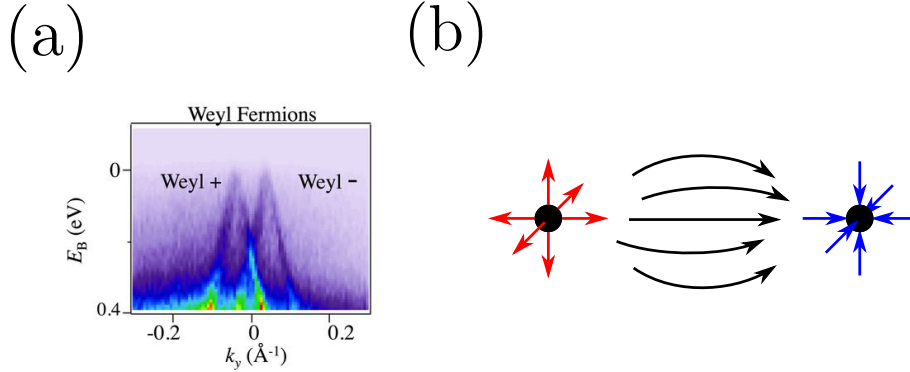 (a)
(b)
Weyl Fermions
Weyl +
Weyl −
0
0.4
E_B (eV)
-0.2
0
0.2
k_y (Å⁻¹)